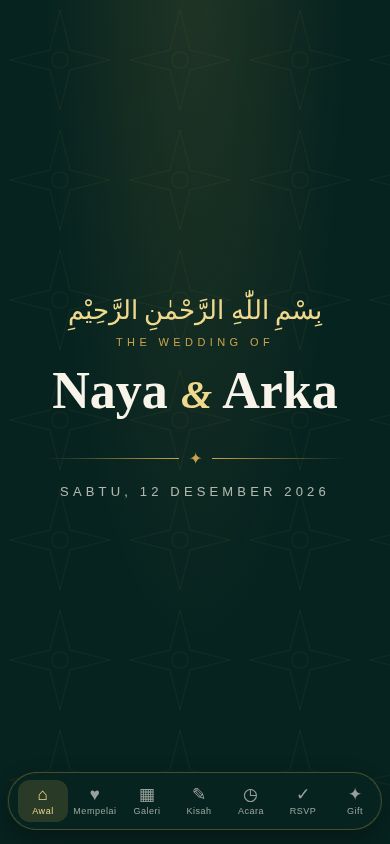 بِسْمِ اللّٰهِ الرَّحْمٰنِ الرَّحِيْمِ
THE WEDDING OF
Naya & Arka
SABTU, 12 DESEMBER 2026
Awal Mempelai Galeri Kisah Acara RSVP Gift